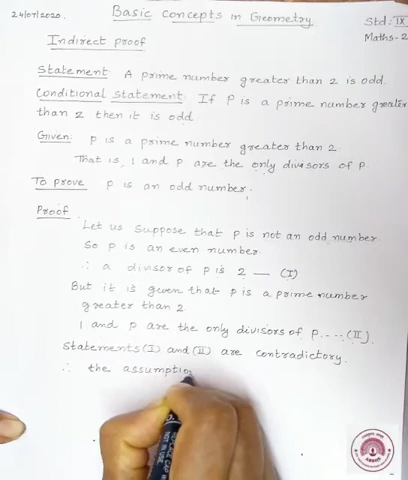 24/07/2020.
Basic Concepts in Geometry.
Std: IX
Maths-2
Indirect proof
Statement: A prime number greater than 2 is odd.
Conditional Statement: If P is a prime number greater
than 2 then it is odd.
Given: P is a prime number greater than 2.
That is, 1 and P are the only divisors of P.
To prove P is an odd number.
Proof
Let us suppose that P is not an odd number
So P is an even number.
∴ a divisor of P is 2 — (I)
But it is given that P is a prime number
greater than 2.
1 and P are the only divisors of P....(II).
Statements (I) and (II) are contradictory.
∴ the assumptio